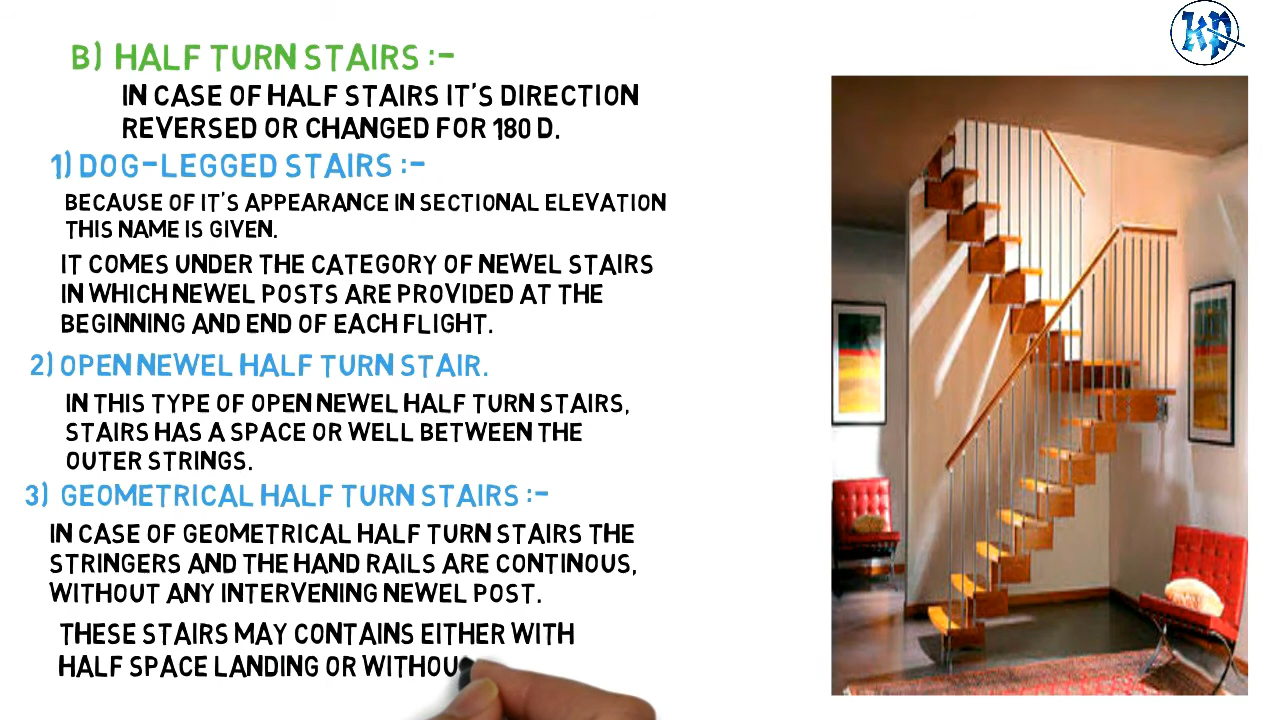 B) HALF TURN STAIRS :-
IN CASE OF HALF STAIRS IT'S DIRECTION
REVERSED OR CHANGED FOR 180 D.
1) DOG-LEGGED STAIRS :-
BECAUSE OF IT'S APPEARANCE IN SECTIONAL ELEVATION
THIS NAME IS GIVEN.
IT COMES UNDER THE CATEGORY OF NEWEL STAIRS
IN WHICH NEWEL POSTS ARE PROVIDED AT THE
BEGINNING AND END OF EACH FLIGHT.
2) OPEN NEWEL HALF TURN STAIR.
IN THIS TYPE OF OPEN NEWEL HALF TURN STAIRS,
STAIRS HAS A SPACE OR WELL BETWEEN THE
OUTER STRINGS.
3) GEOMETRICAL HALF TURN STAIRS :-
IN CASE OF GEOMETRICAL HALF TURN STAIRS THE
STRINGERS AND THE HAND RAILS ARE CONTINOUS,
WITHOUT ANY INTERVENING NEWEL POST.
THESE STAIRS MAY CONTAINS EITHER WITH
HALF SPACE LANDING OR WITHOU
KP